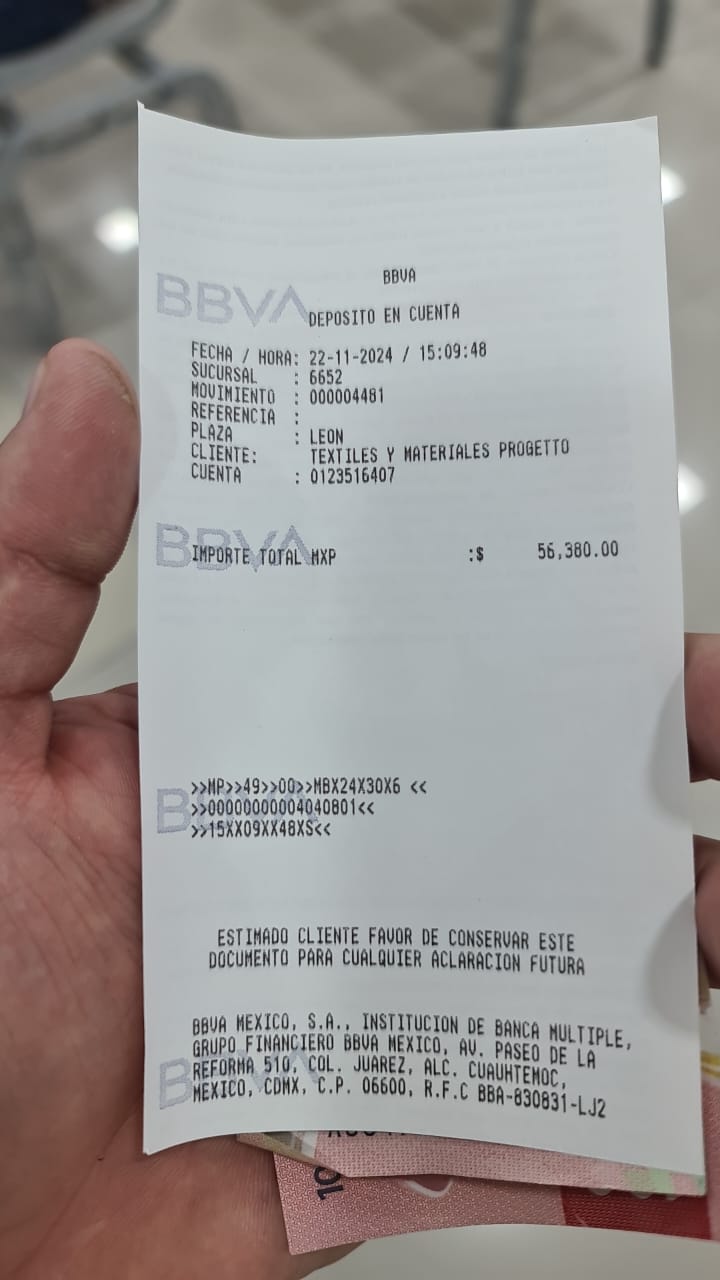 BBVA
BBVA
DEPOSITO EN CUENTA
FECHA / HORA: 22-11-2024 / 15:09:48
SUCURSAL : 6652
MOVIMIENTO : 000004481
REFERENCIA :
PLAZA : LEON
CLIENTE: TEXTILES Y MATERIALES PROGETTO
CUENTA : 0123516407
BBVA
IMPORTE TOTAL MXP :$ 56,380.00
>>MP>>49>>00>>MBX24X30X6 <<
BBVA
>>00000000004040801<<
>>15XX09XX48XS<<
ESTIMADO CLIENTE FAVOR DE CONSERVAR ESTE
DOCUMENTO PARA CUALQUIER ACLARACION FUTURA
BBVA MEXICO, S.A., INSTITUCION DE BANCA MULTIPLE,
GRUPO FINANCIERO BBVA MEXICO, AV. PASEO DE LA
REFORMA 510, COL. JUAREZ, ALC. CUAUHTEMOC,
BBVA
MEXICO, CDMX, C.P. 06600, R.F.C BBA-830831-LJ2